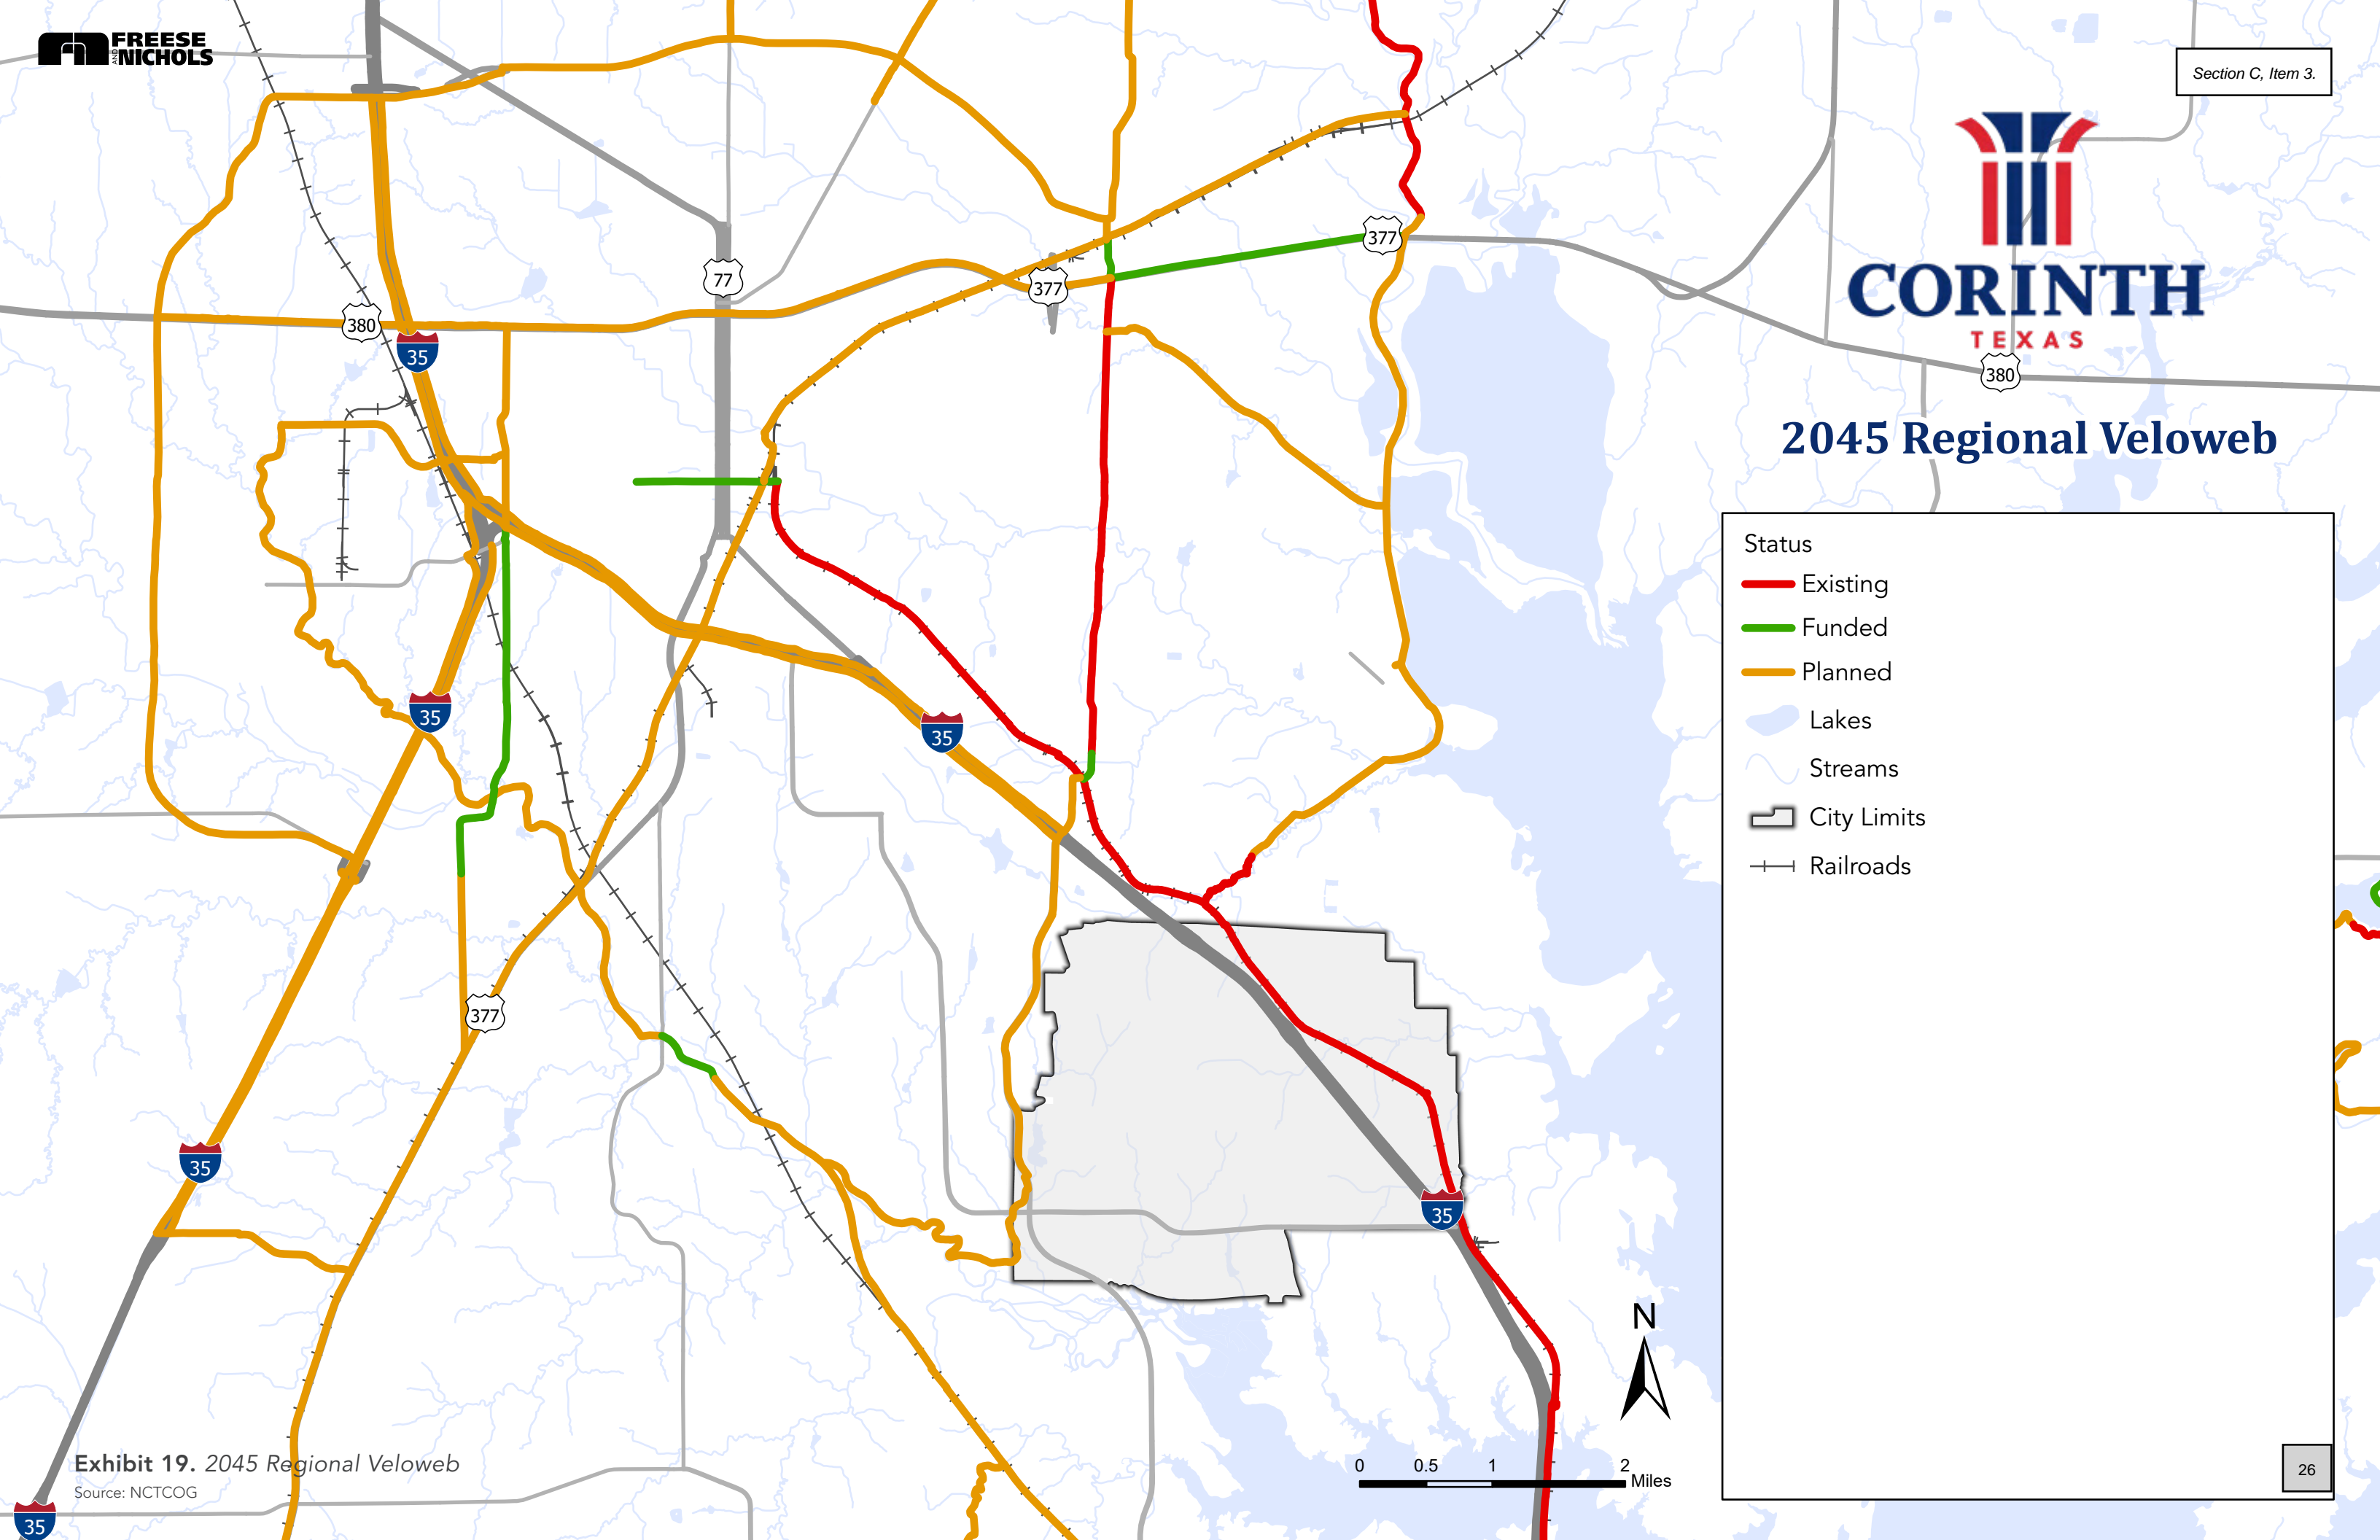 FREESE
AND
NICHOLS
Section C, Item 3.
CORINTH
TEXAS
2045 Regional Veloweb
377
77
377
380
35
380
35
35
377
35
35
35
Status
Existing
Funded
Planned
Lakes
Streams
City Limits
Railroads
N
0 0.5 1 2
Miles
Exhibit 19. 2045 Regional Veloweb
Source: NCTCOG
26